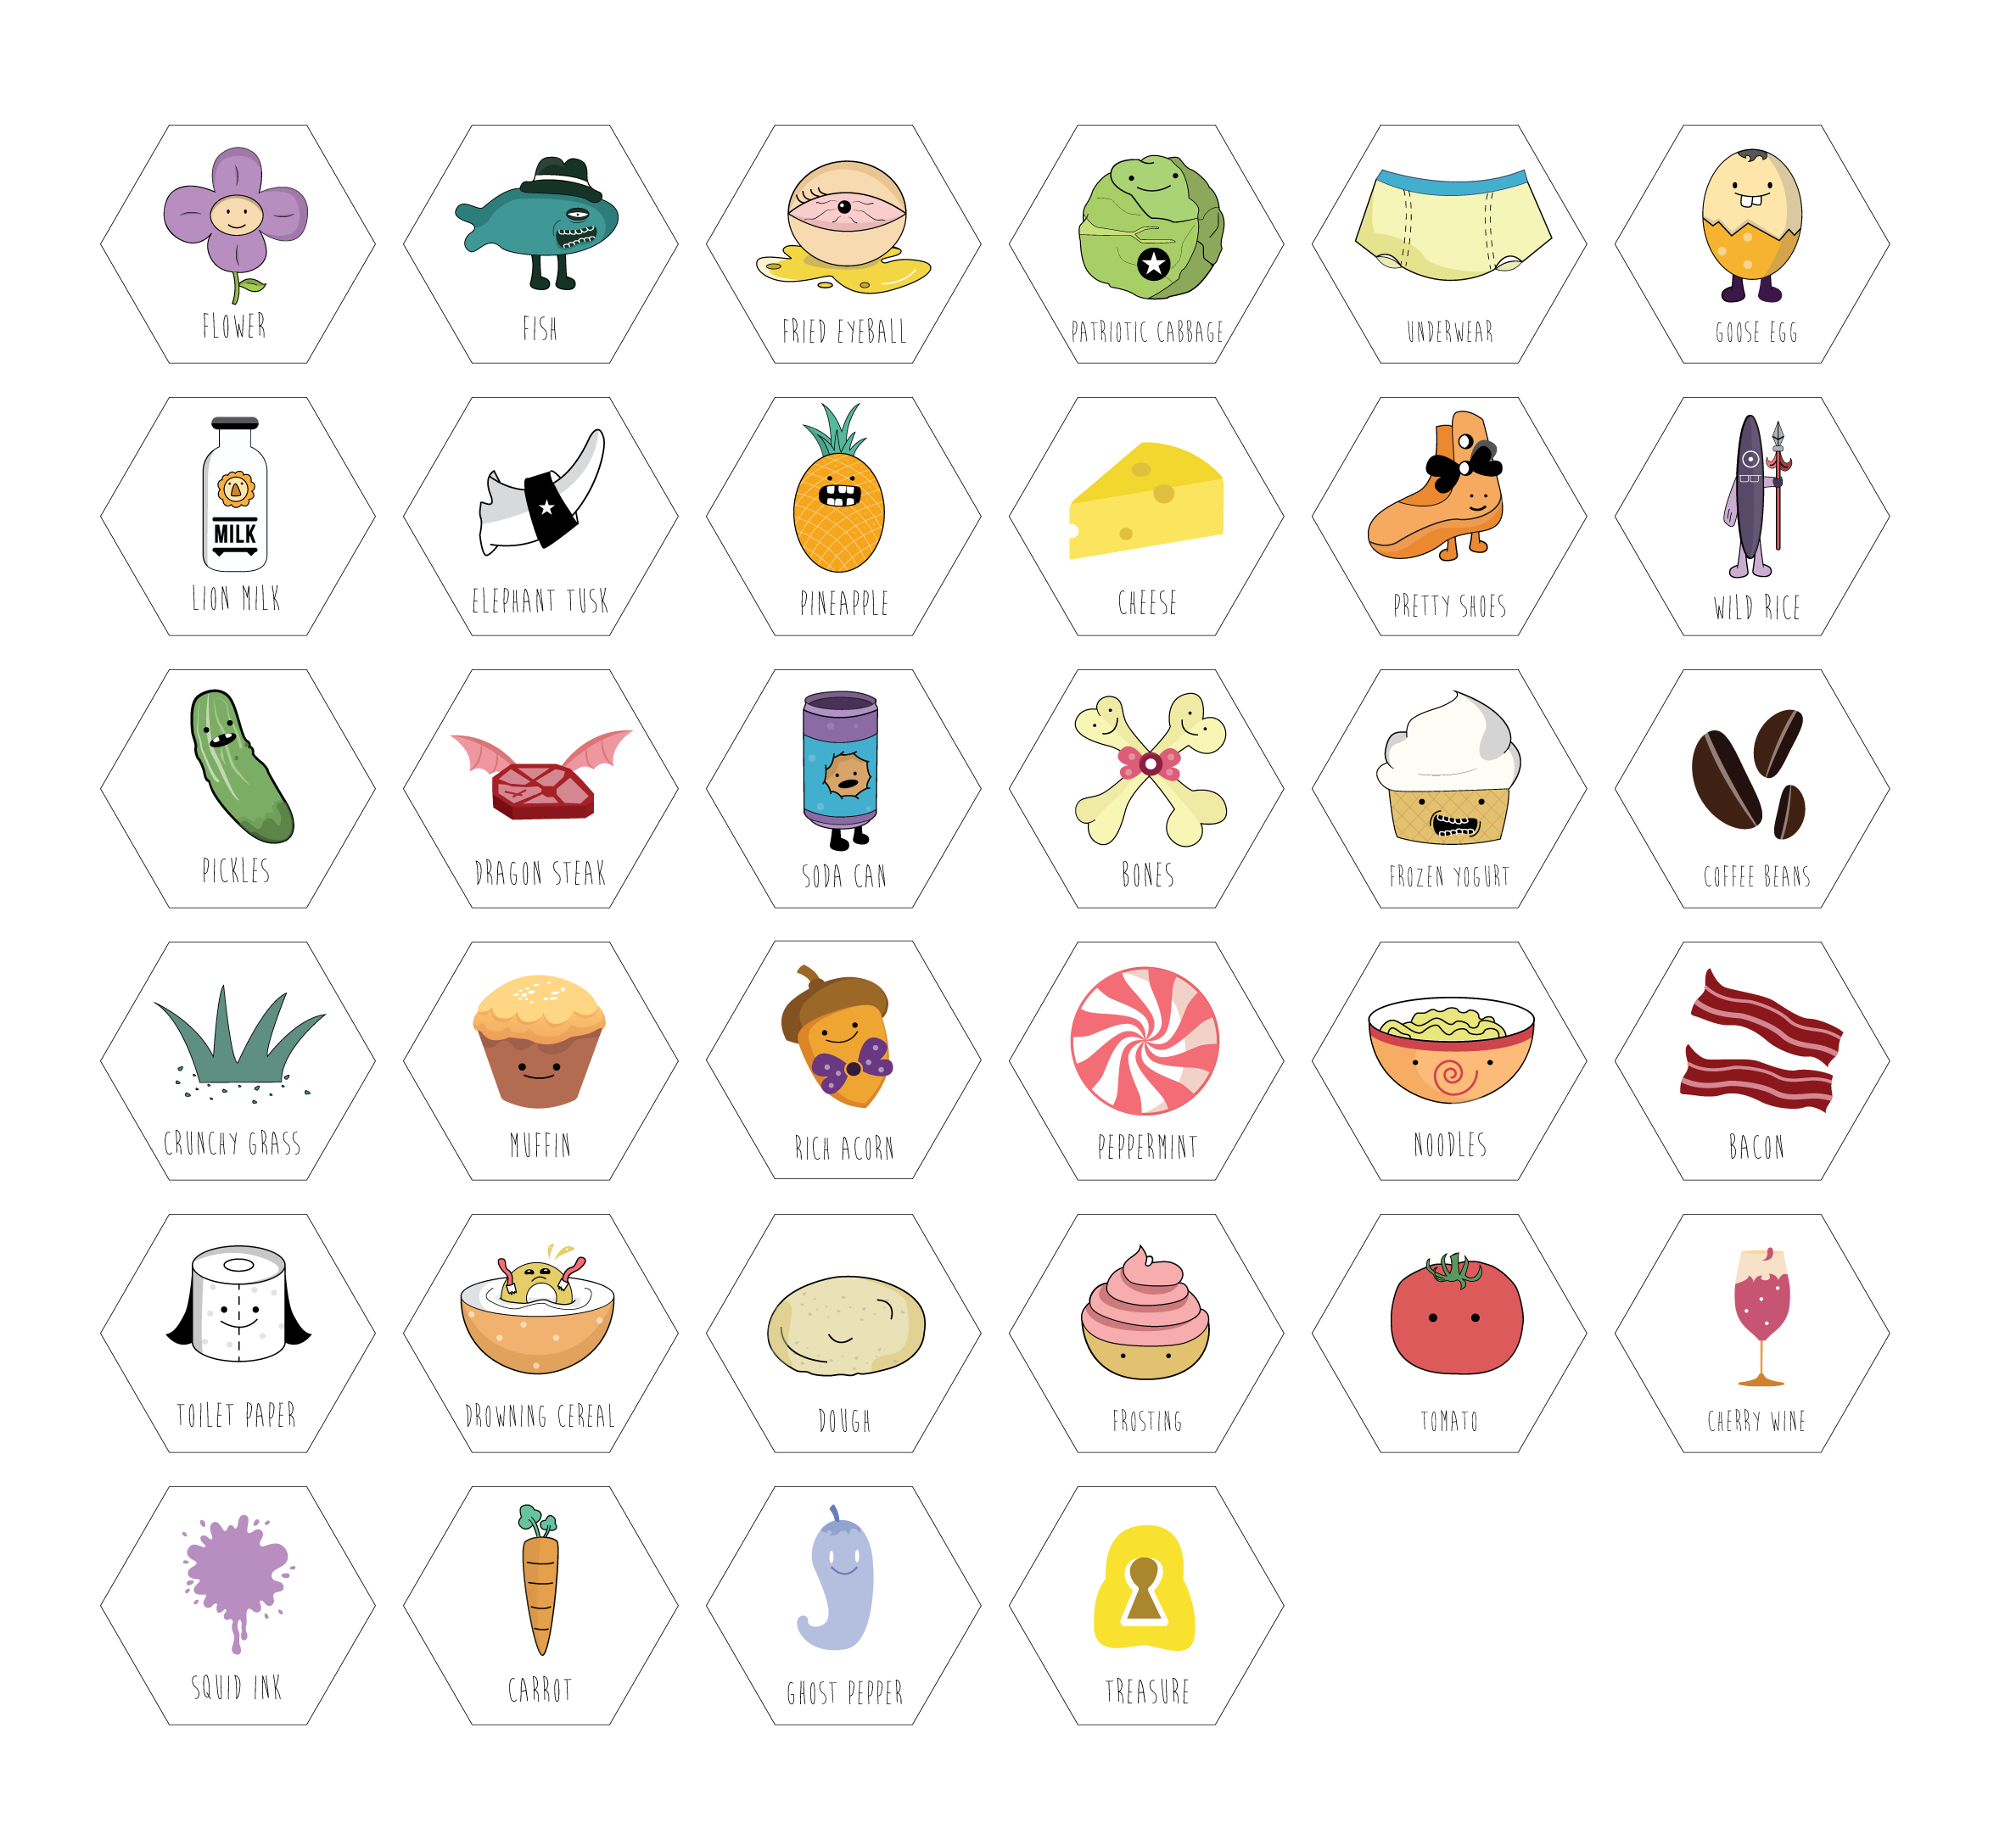 FLOWER
FISH
FRIED EYEBALL
PATRIOTIC CABBAGE
UNDERWEAR
GOOSE EGG
MILK
LION MILK
ELEPHANT TUSK
PINEAPPLE
CHEESE
PRETTY SHOES
WILD RICE
PICKLES
DRAGON STEAK
SODA CAN
BONES
FROZEN YOGURT
COFFEE BEANS
CRUNCHY GRASS
MUFFIN
RICH ACORN
PEPPERMINT
NOODLES
BACON
TOILET PAPER
DROWNING CEREAL
DOUGH
FROSTING
TOMATO
CHERRY WINE
SQUID INK
CARROT
GHOST PEPPER
TREASURE